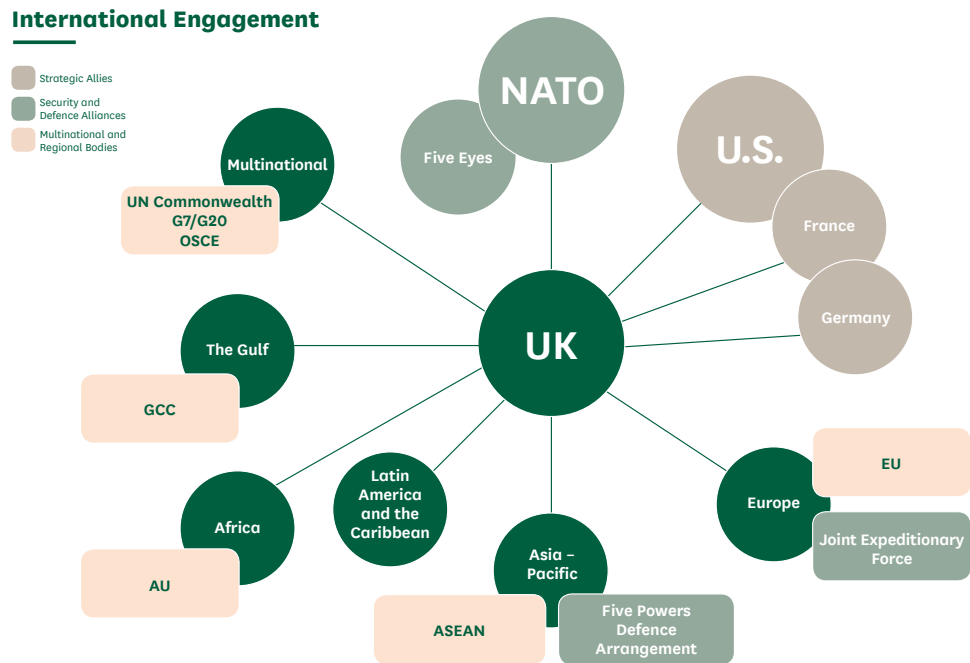 International Engagement
Strategic Allies
Security and
Defence Alliances
Multinational and
Regional Bodies
NATO
Five Eyes
U.S.
France
Germany
Multinational
UN Commonwealth
G7/G20
OSCE
UK
The Gulf
GCC
Africa
AU
Latin
America
and the
Caribbean
Asia –
Pacific
ASEAN
Five Powers
Defence
Arrangement
Europe
EU
Joint Expeditionary
Force